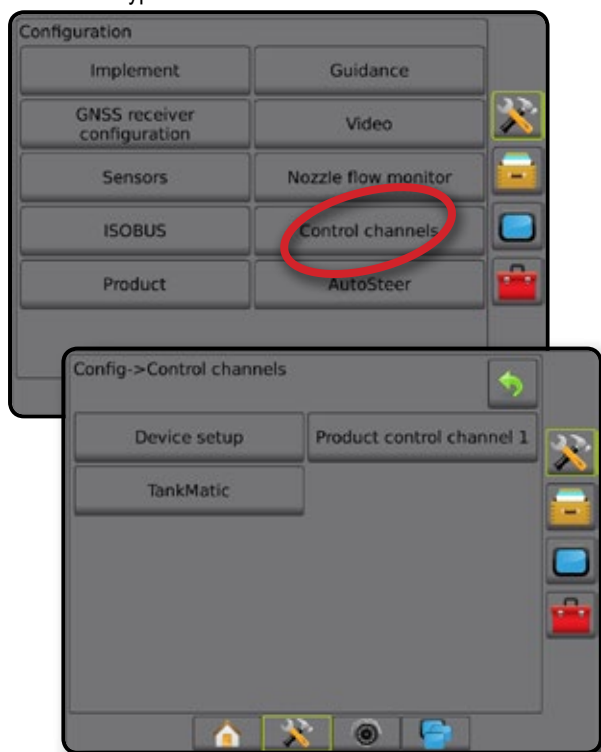 Configuration
Implement
Guidance
GNSS receiver
configuration
Video
Sensors
Nozzle flow monitor
ISOBUS
Control channels
Product
AutoSteer
Config->Control channels
Device setup
Product control channel 1
TankMatic